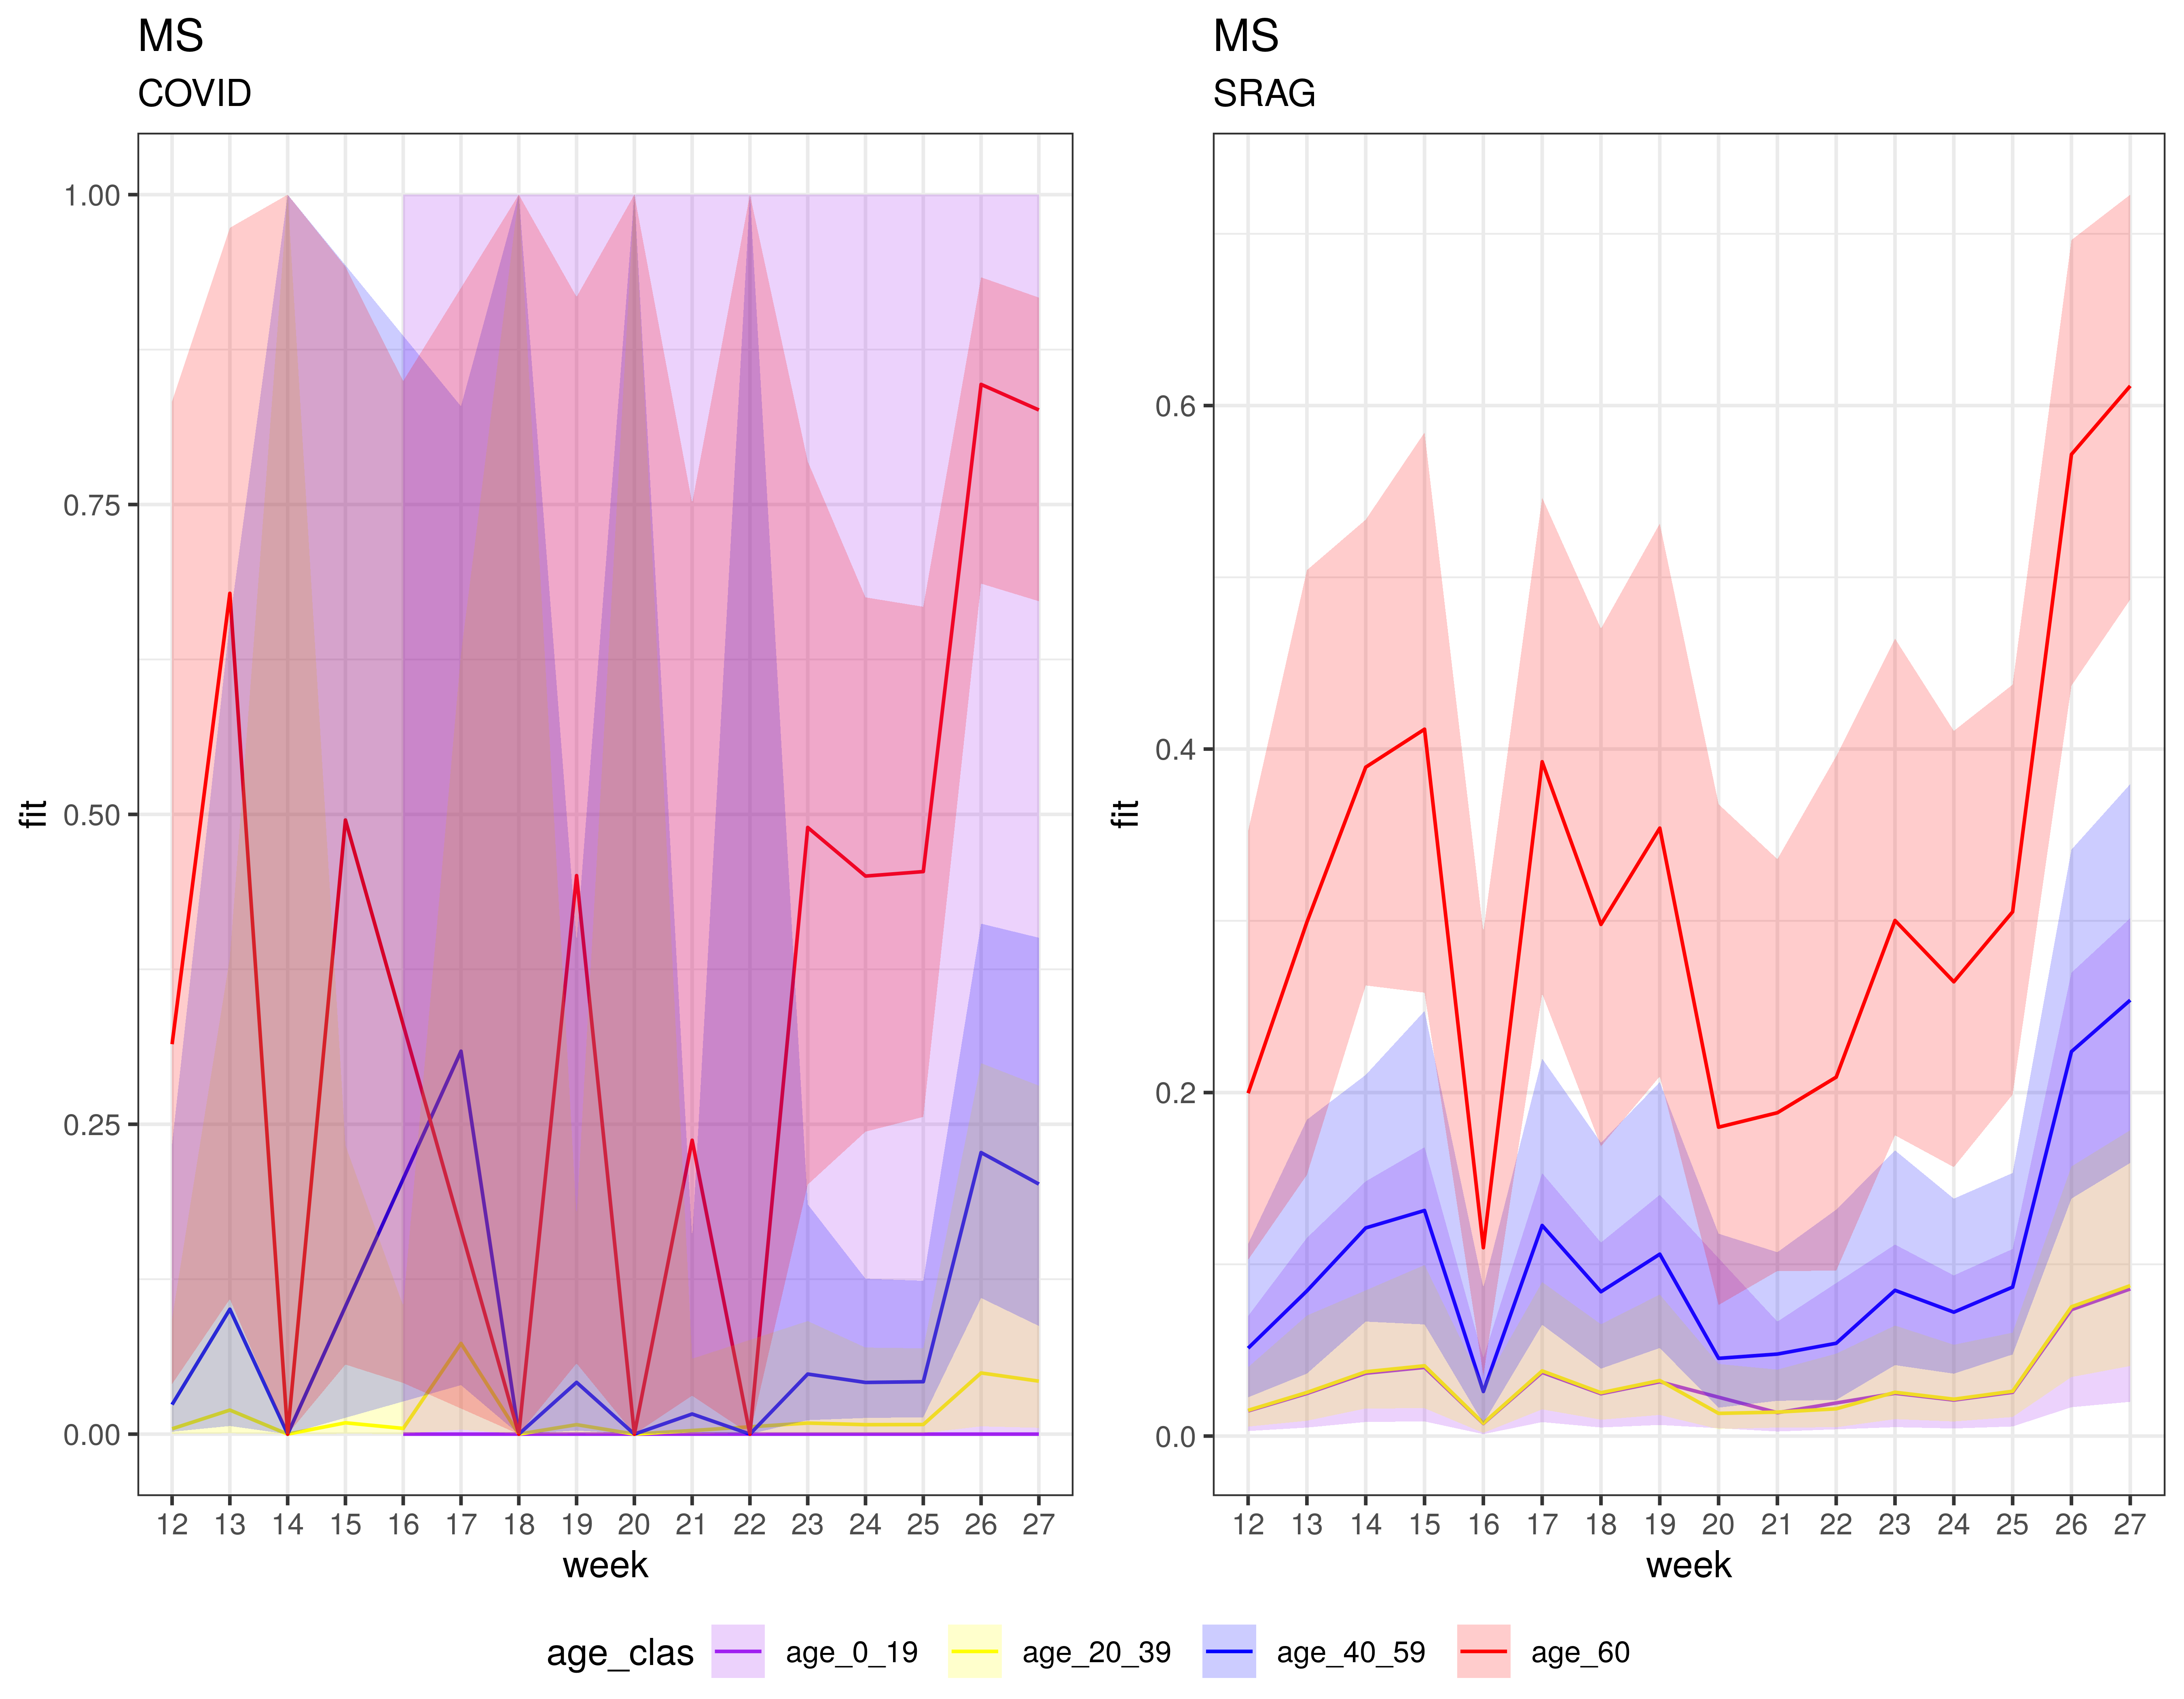 MS
COVID
1.00
0.75
0.50
0.25
0.00
fit
12 13 14 15 16 17 18 19 20 21 22 23 24 25 26 27
week
MS
SRAG
0.6
0.4
0.2
0.0
fit
12 13 14 15 16 17 18 19 20 21 22 23 24 25 26 27
week
age_clas age_0_19 age_20_39 age_40_59 age_60